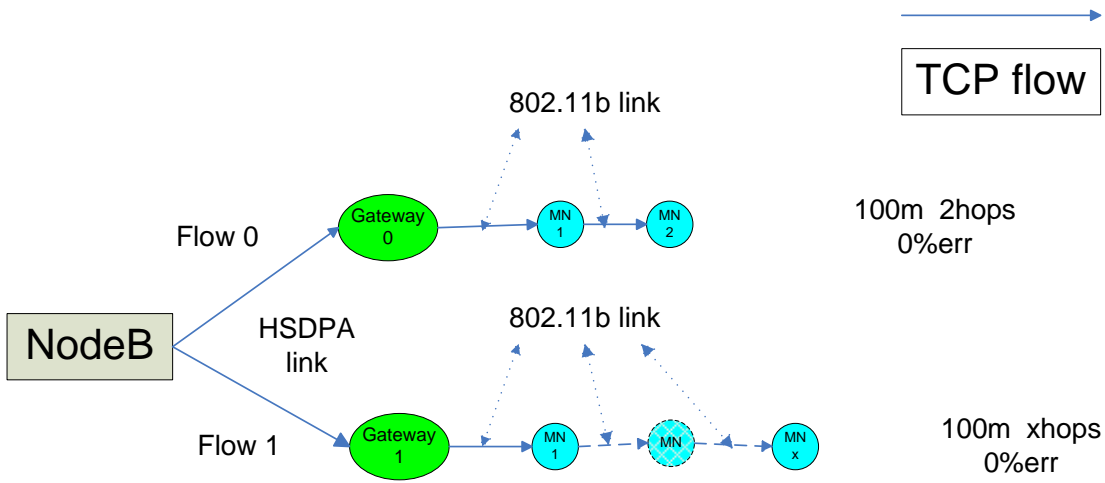 TCP flow
802.11b link
Gateway
0
MN
1
MN
2
100m 2hops
0%err
Flow 0
NodeB
HSDPA
link
802.11b link
Flow 1
Gateway
1
MN
1
MN
MN
x
100m xhops
0%err